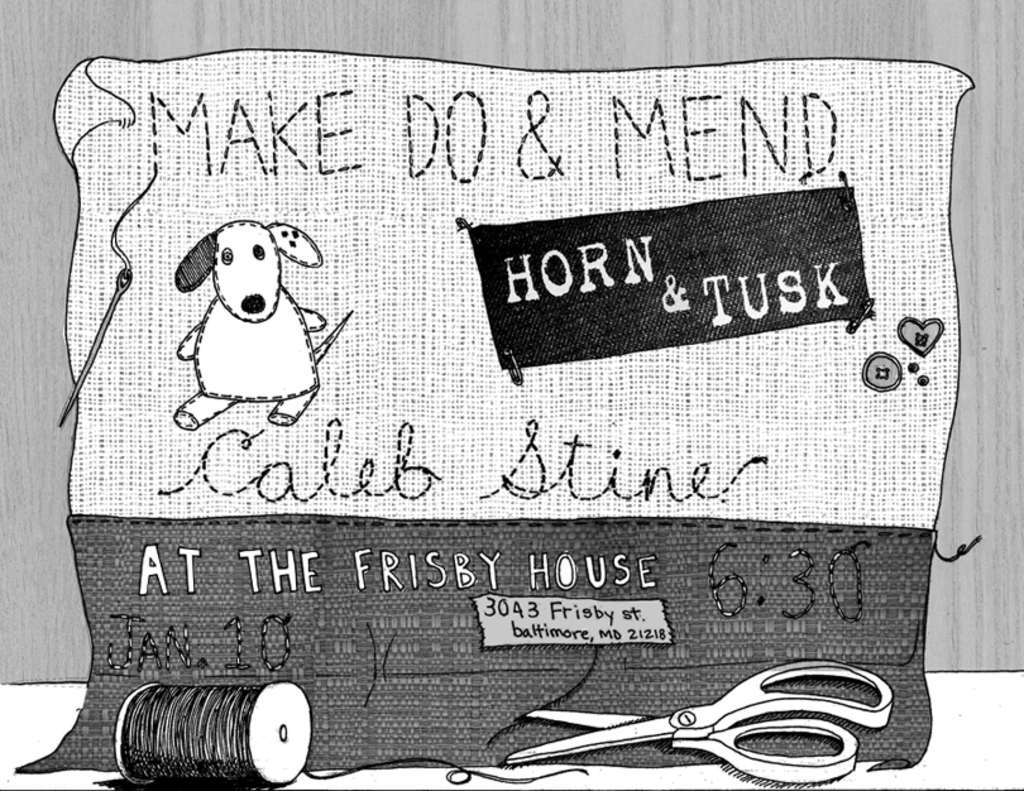 MAKE DO & MEND
HORN & TUSK
Caleb Stine
AT THE FRISBY HOUSE
6:30
3043 Frisby st.
baltimore, MD 21218
JAN. 10